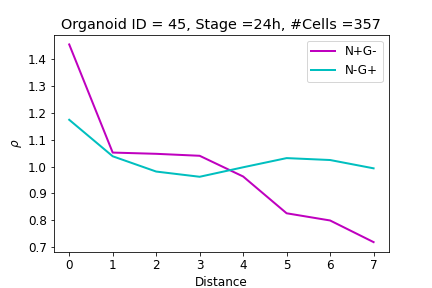 Organoid ID = 45, Stage =24h, #Cells =357
N+G-
N-G+
1.4
1.3
1.2
1.1
1.0
0.9
0.8
0.7
ρ
0 1 2 3 4 5 6 7
Distance